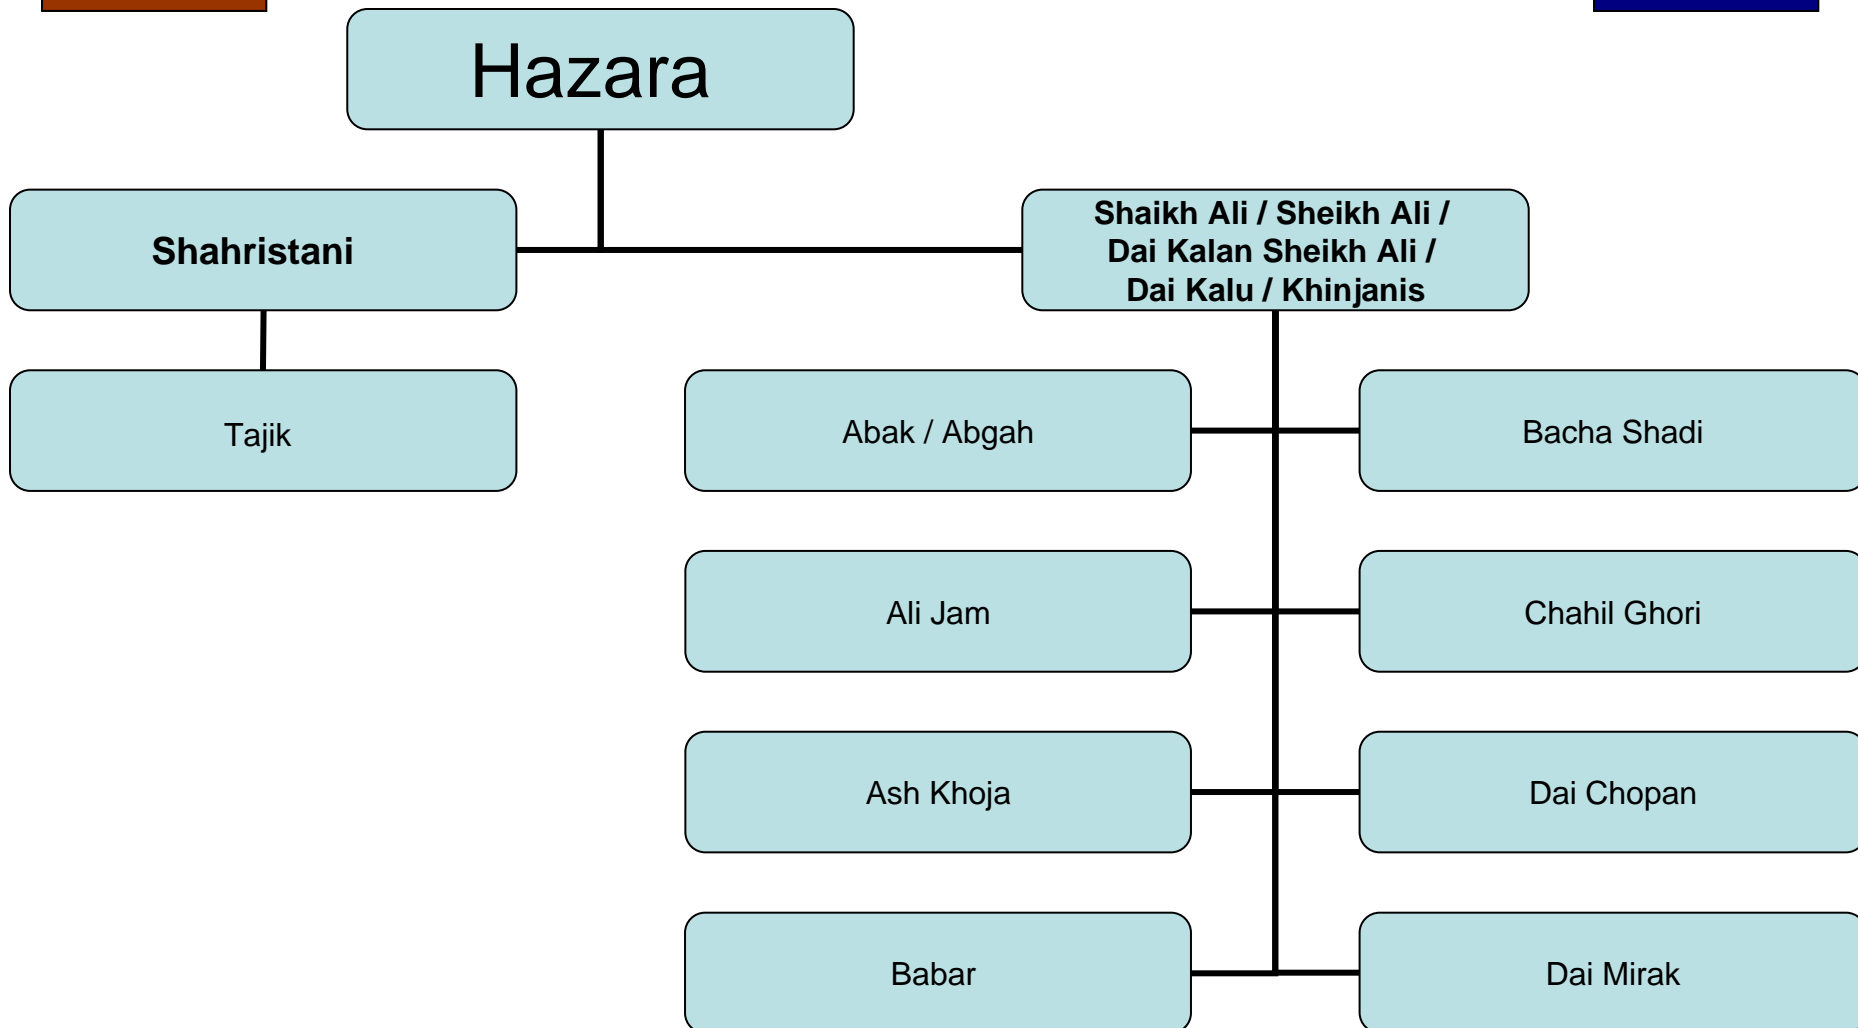 Hazara
Shahristani
Shaikh Ali / Sheikh Ali /
Dai Kalan Sheikh Ali /
Dai Kalu / Khinjanis
Tajik
Abak / Abgah
Bacha Shadi
Ali Jam
Chahil Ghori
Ash Khoja
Dai Chopan
Babar
Dai Mirak